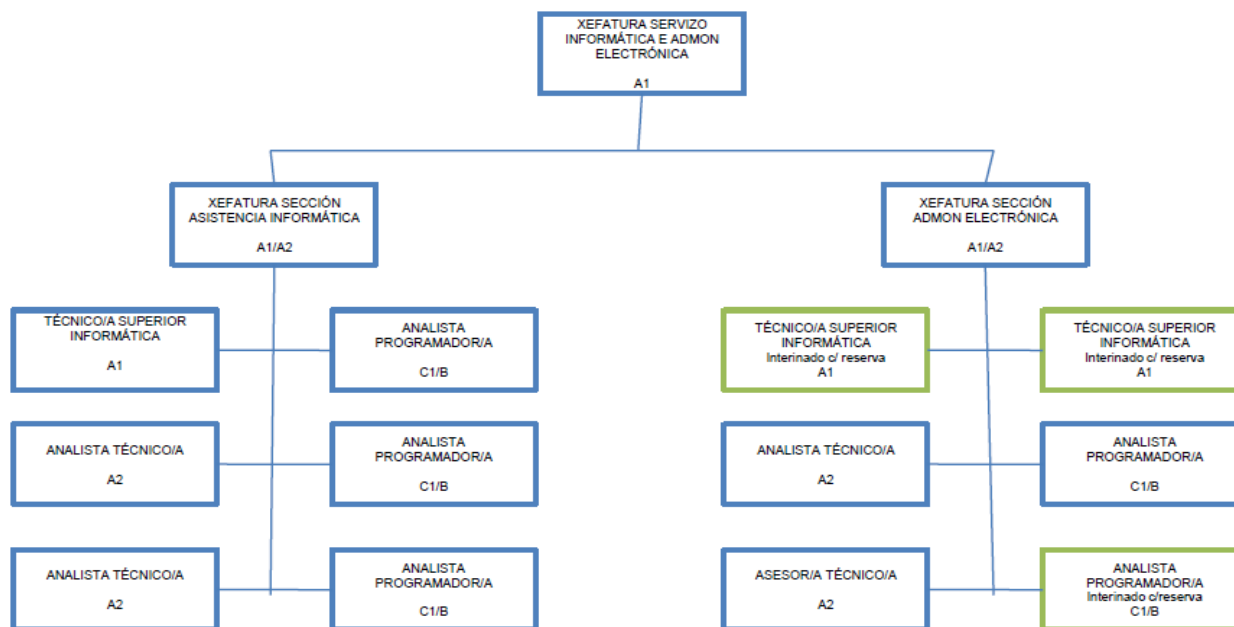 XEFATURA SERVIZO
INFORMÁTICA E ADMON
ELECTRÓNICA
A1
XEFATURA SECCIÓN
ASISTENCIA INFORMÁTICA
A1/A2
XEFATURA SECCIÓN
ADMON ELECTRÓNICA
A1/A2
TÉCNICO/A SUPERIOR
INFORMÁTICA
A1
ANALISTA
PROGRAMADOR/A
C1/B
TÉCNICO/A SUPERIOR
INFORMÁTICA
Interinado c/ reserva
A1
TÉCNICO/A SUPERIOR
INFORMÁTICA
Interinado c/ reserva
A1
ANALISTA TÉCNICO/A
A2
ANALISTA
PROGRAMADOR/A
C1/B
ANALISTA TÉCNICO/A
A2
ANALISTA
PROGRAMADOR/A
C1/B
ANALISTA TÉCNICO/A
A2
ANALISTA
PROGRAMADOR/A
C1/B
ASESOR/A TÉCNICO/A
A2
ANALISTA
PROGRAMADOR/A
Interinado c/reserva
C1/B